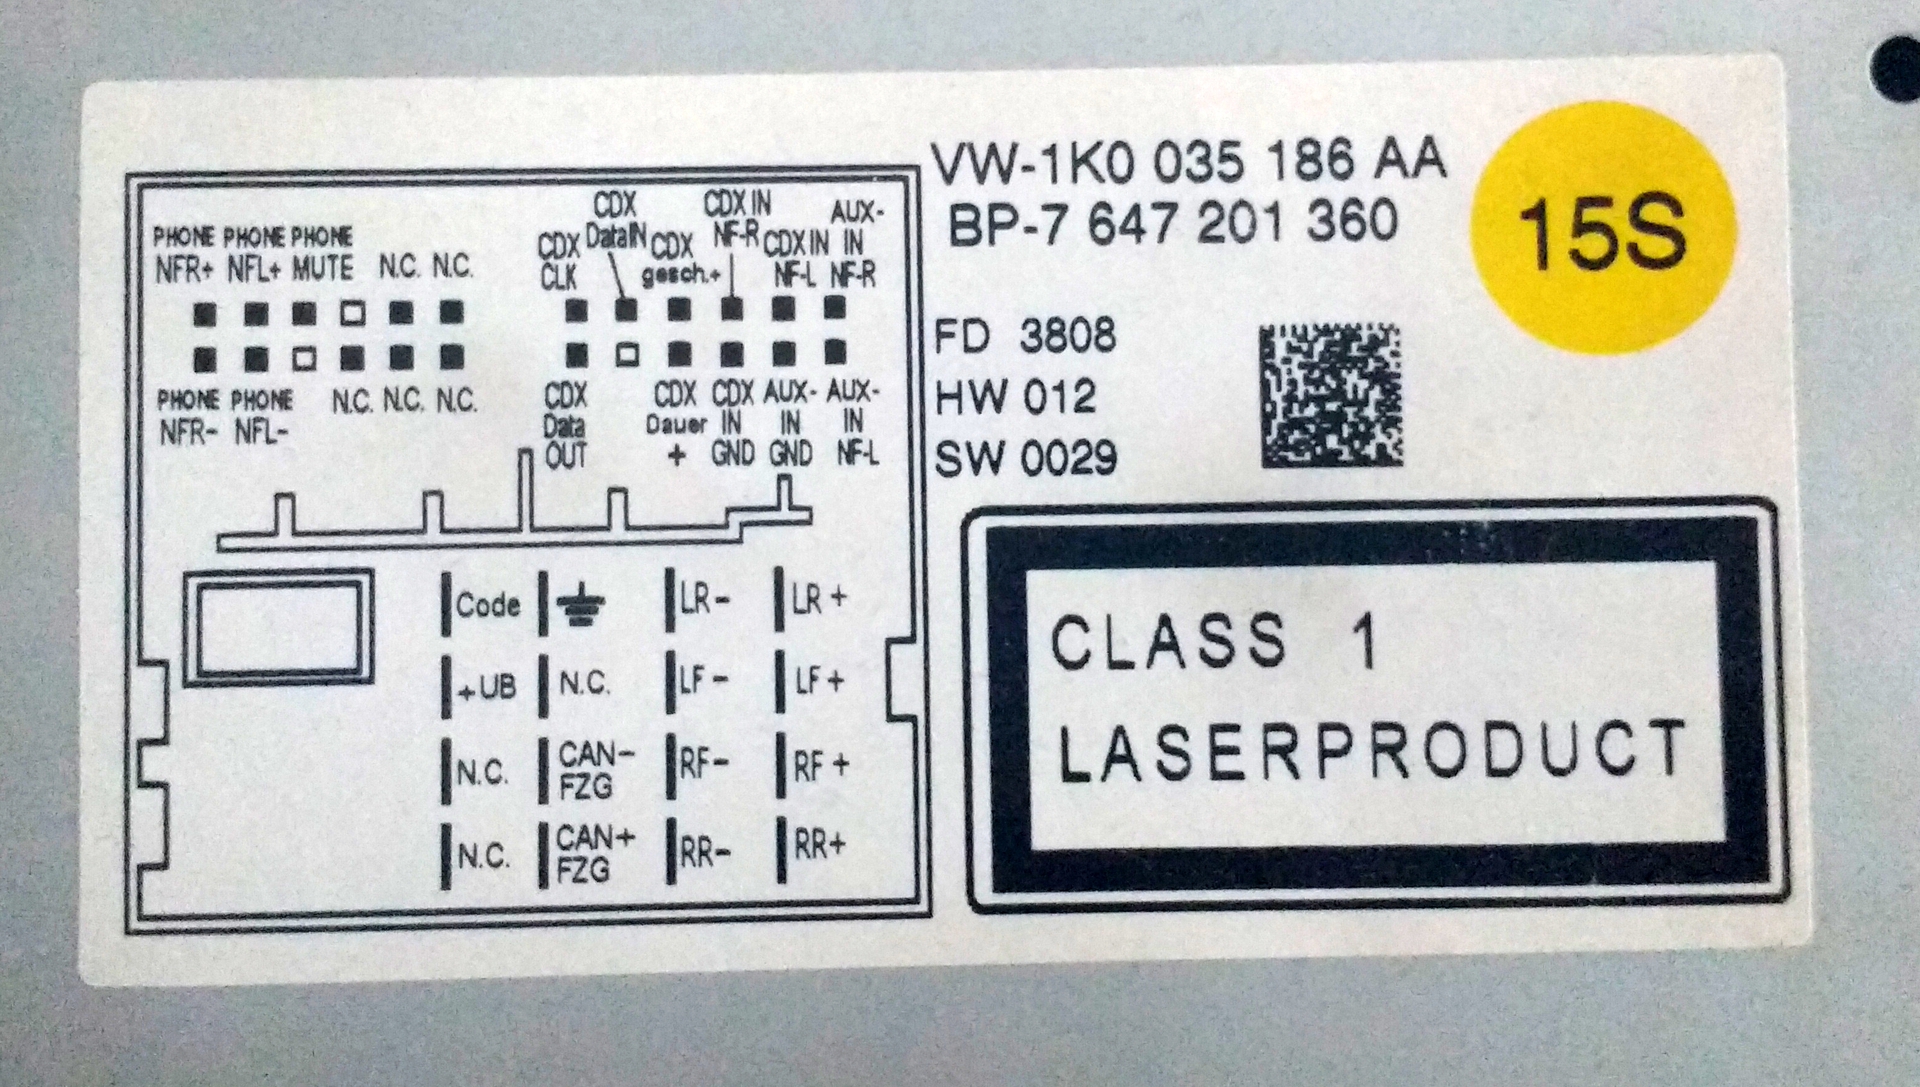 PHONE PHONE PHONE
NFR+ NFL+ MUTE N.C. N.C.
CDX
CLK
CDX
DataIN
CDX
gesch.+
CDX IN
NF-R
CDX IN
NF-L
AUX-
IN
NF-R
PHONE PHONE
NFR- NFL-
N.C. N.C. N.C.
CDX
Data
OUT
CDX
Dauer
+
CDX
IN
GND
AUX-
IN
GND
AUX-
IN
NF-L
Code LR- LR+
+UB N.C. LF- LF+
N.C. CAN- FZG RF- RF+
N.C. CAN+ FZG RR- RR+
VW-1K0 035 186 AA
BP-7 647 201 360
15S
FD 3808
HW 012
SW 0029
CLASS 1
LASERPRODUCT